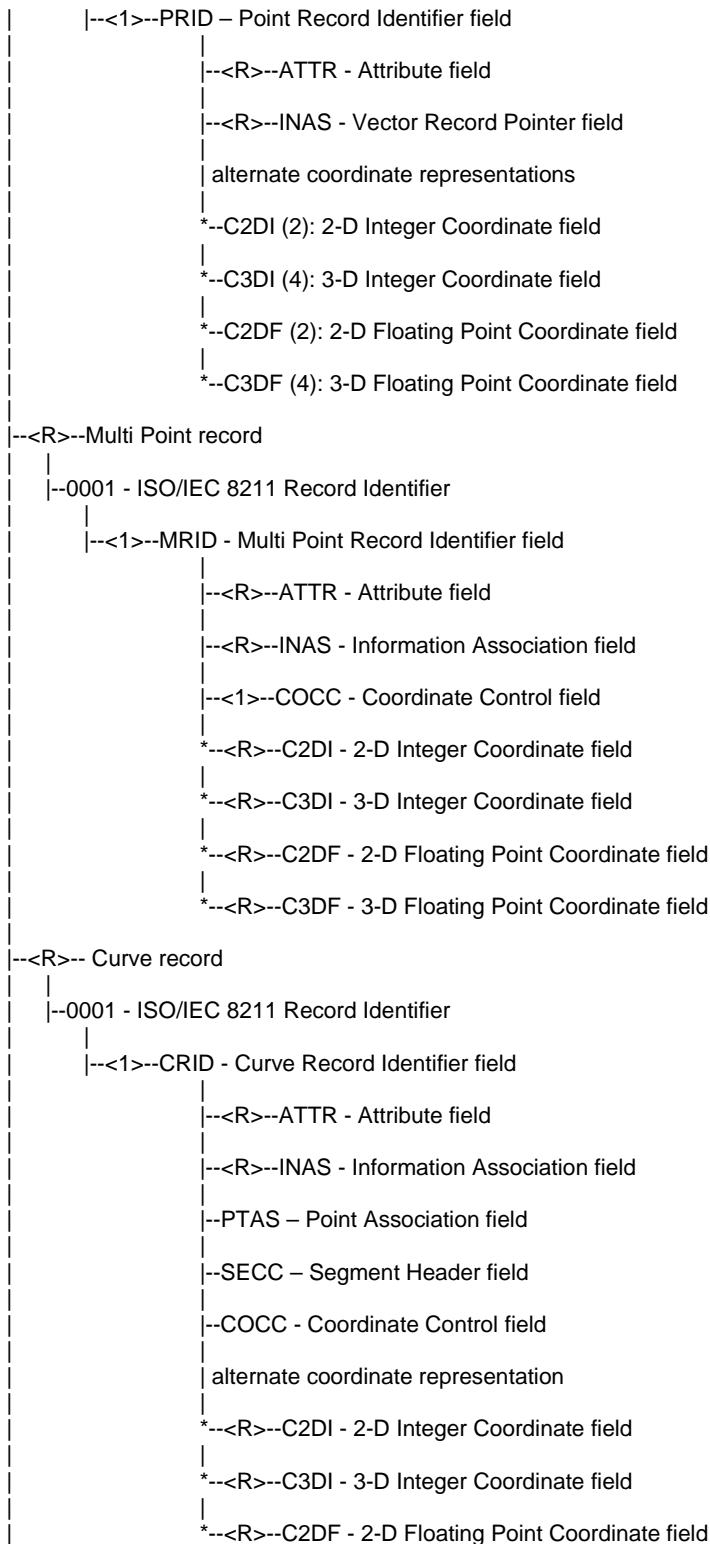 |--<1>--PRID – Point Record Identifier field
|--<R>--ATTR - Attribute field
|--<R>--INAS - Vector Record Pointer field
| alternate coordinate representations
*--C2DI (2): 2-D Integer Coordinate field
*--C3DI (4): 3-D Integer Coordinate field
*--C2DF (2): 2-D Floating Point Coordinate field
*--C3DF (4): 3-D Floating Point Coordinate field
|--<R>--Multi Point record
|--0001 - ISO/IEC 8211 Record Identifier
|--<1>--MRID - Multi Point Record Identifier field
|--<R>--ATTR - Attribute field
|--<R>--INAS - Information Association field
|--<1>--COCC - Coordinate Control field
*--<R>--C2DI - 2-D Integer Coordinate field
*--<R>--C3DI - 3-D Integer Coordinate field
*--<R>--C2DF - 2-D Floating Point Coordinate field
*--<R>--C3DF - 3-D Floating Point Coordinate field
|--<R>-- Curve record
|--0001 - ISO/IEC 8211 Record Identifier
|--<1>--CRID - Curve Record Identifier field
|--<R>--ATTR - Attribute field
|--<R>--INAS - Information Association field
|--PTAS – Point Association field
|--SECC – Segment Header field
|--COCC - Coordinate Control field
| alternate coordinate representation
*--<R>--C2DI - 2-D Integer Coordinate field
*--<R>--C3DI - 3-D Integer Coordinate field
*--<R>--C2DF - 2-D Floating Point Coordinate field